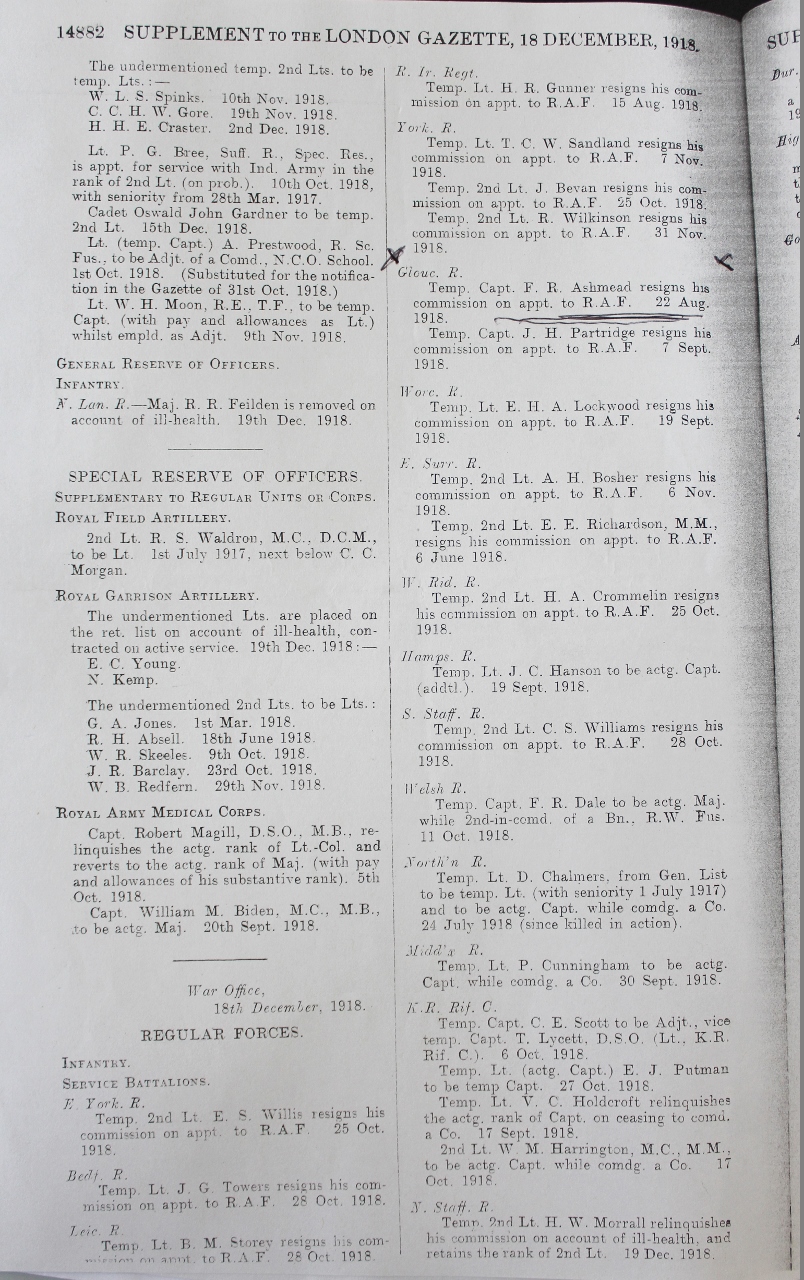 14882 SUPPLEMENT TO THE LONDON GAZETTE, 18 DECEMBER, 1918.
The undermentioned temp. 2nd Lts. to be
temp. Lts.:—
W. L. S. Spinks. 10th Nov. 1918.
C. C. H. W. Gore. 19th Nov. 1918.
H. H. E. Craster. 2nd Dec. 1918.
Lt. P. G. Bree, Suff. R., Spec. Res.,
is appt. for service with Ind. Army in the
rank of 2nd Lt. (on prob.). 10th Oct. 1918,
with seniority from 28th Mar. 1917.
Cadet Oswald John Gardner to be temp.
2nd Lt. 15th Dec. 1918.
Lt. (temp. Capt.) A. Prestwood, R. Sc.
Fus., to be Adjt. of a Comd., N.C.O. School.
1st Oct. 1918. (Substituted for the notifica-
tion in the Gazette of 31st Oct. 1918.)
Lt. W. H. Moon, R.E., T.F., to be temp.
Capt. (with pay and allowances as Lt.)
whilst empld. as Adjt. 9th Nov. 1918.
GENERAL RESERVE OF OFFICERS.
INFANTRY.
N. Lan. R.—Maj. R. R. Feilden is removed on
account of ill-health. 19th Dec. 1918.
SPECIAL RESERVE OF OFFICERS.
SUPPLEMENTARY TO REGULAR UNITS OR CORPS.
ROYAL FIELD ARTILLERY.
2nd Lt. R. S. Waldron, M.C., D.C.M.,
to be Lt. 1st July 1917, next below C. C.
Morgan.
ROYAL GARRISON ARTILLERY.
The undermentioned Lts. are placed on
the ret. list on account of ill-health, con-
tracted on active service. 19th Dec. 1918:—
E. C. Young.
N. Kemp.
The undermentioned 2nd Lts. to be Lts.:
G. A. Jones. 1st Mar. 1918.
R. H. Absell. 18th June 1918.
W. R. Skeeles. 9th Oct. 1918.
J. R. Barclay. 23rd Oct. 1918.
W. B. Redfern. 29th Nov. 1918.
ROYAL ARMY MEDICAL CORPS.
Capt. Robert Magill, D.S.O., M.B., re-
linquishes the actg. rank of Lt.-Col. and
reverts to the actg. rank of Maj. (with pay
and allowances of his substantive rank). 5th
Oct. 1918.
Capt. William M. Biden, M.C., M.B.,
to be actg. Maj. 20th Sept. 1918.
War Office,
18th December, 1918.
REGULAR FORCES.
INFANTRY.
SERVICE BATTALIONS.
E. York. R.
Temp. 2nd Lt. E. S. Willis resigns his
commission on appt. to R.A.F. 25 Oct.
1918.
Bedf. R.
Temp. Lt. J. G. Towers resigns his com-
mission on appt. to R.A.F. 28 Oct. 1918.
Leic. R.
Temp. Lt. B. M. Storey resigns his com-
mission on appt. to R.A.F. 28 Oct. 1918.
R. Ir. Regt.
Temp. Lt. H. R. Gunner resigns his com-
mission on appt. to R.A.F. 15 Aug. 1918.
York. R.
Temp. Lt. T. C. W. Sandland resigns his
commission on appt. to R.A.F. 7 Nov.
1918.
Temp. 2nd Lt. J. Bevan resigns his com-
mission on appt. to R.A.F. 25 Oct. 1918.
Temp. 2nd Lt. R. Wilkinson resigns his
commission on appt. to R.A.F. 31 Nov.
1918.
Glouc. R.
Temp. Capt. F. R. Ashmead resigns his
commission on appt. to R.A.F. 22 Aug.
1918.
Temp. Capt. J. H. Partridge resigns his
commission on appt. to R.A.F. 7 Sept.
1918.
Worc. R.
Temp. Lt. E. H. A. Lockwood resigns his
commission on appt. to R.A.F. 19 Sept.
1918.
E. Surr. R.
Temp. 2nd Lt. A. H. Bosher resigns his
commission on appt. to R.A.F. 6 Nov.
1918.
Temp. 2nd Lt. E. E. Richardson, M.M.,
resigns his commission on appt. to R.A.F.
6 June 1918.
W. Rid. R.
Temp. 2nd Lt. H. A. Crommelin resigns
his commission on appt. to R.A.F. 25 Oct.
1918.
Hamps. R.
Temp. Lt. J. C. Hanson to be actg. Capt.
(addtl.). 19 Sept. 1918.
S. Staff. R.
Temp. 2nd Lt. C. S. Williams resigns his
commission on appt. to R.A.F. 28 Oct.
1918.
Welsh R.
Temp. Capt. F. R. Dale to be actg. Maj.
while 2nd-in-comd. of a Bn., R.W. Fus.
11 Oct. 1918.
North'n R.
Temp. Lt. D. Chalmers, from Gen. List
to be temp. Lt. (with seniority 1 July 1917)
and to be actg. Capt. while comdg. a Co.
24 July 1918 (since killed in action).
Midd'x R.
Temp. Lt. P. Cunningham to be actg.
Capt. while comdg. a Co. 30 Sept. 1918.
K.R. Rif. C.
Temp. Capt. C. E. Scott to be Adjt., vice
temp. Capt. T. Lycett, D.S.O. (Lt., K.R.
Rif. C.). 6 Oct. 1918.
Temp. Lt. (actg. Capt.) E. J. Putman
to be temp Capt. 27 Oct. 1918.
Temp. Lt. V. C. Holdcroft relinquishes
the actg. rank of Capt. on ceasing to comd.
a Co. 17 Sept. 1918.
2nd Lt. W. M. Harrington, M.C., M.M.,
to be actg. Capt. while comdg. a Co. 17
Oct. 1918.
N. Staff. R.
Temp. 2nd Lt. H. W. Morrall relinquishes
his commission on account of ill-health, and
retains the rank of 2nd Lt. 19 Dec. 1918.
SUP
Dur.
a
19
Hig
Go